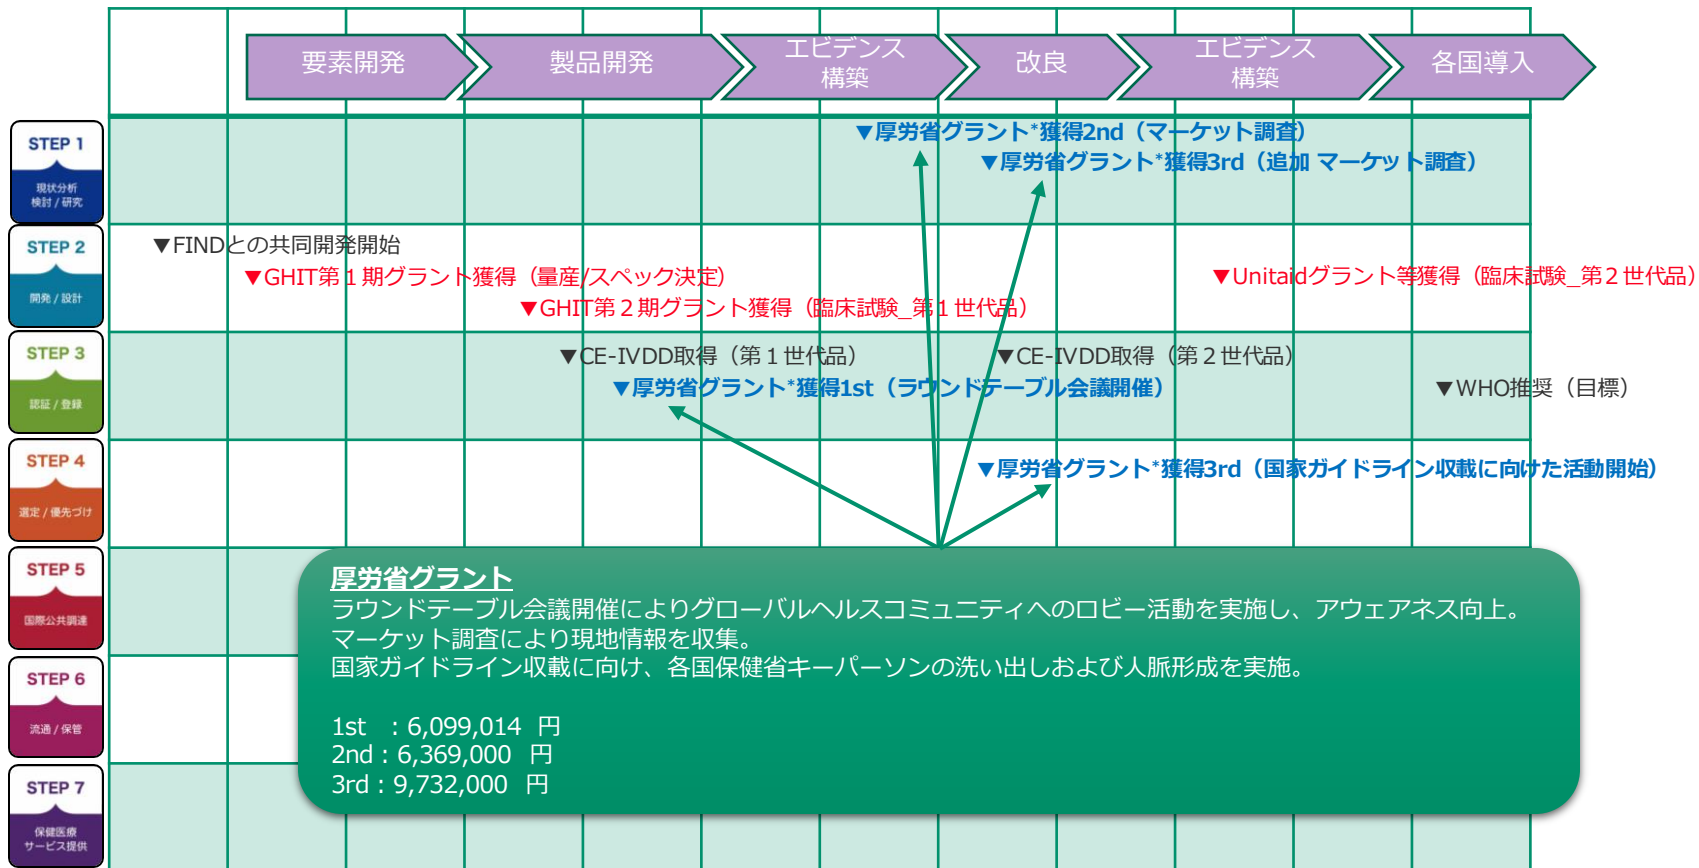 要素開発
製品開発
エビデンス
構築
改良
エビデンス
構築
各国導入
STEP 1
現状分析
検討 / 研究
▼厚労省グラント*獲得2nd（マーケット調査）
▼厚労省グラント*獲得3rd（追加 マーケット調査）
STEP 2
開発 / 設計
▼FINDとの共同開発開始
▼GHIT第１期グラント獲得（量産/スペック決定）
▼Unitaidグラント等獲得（臨床試験_第２世代品）
▼GHIT第２期グラント獲得（臨床試験_第１世代品）
STEP 3
認証 / 登録
▼CE-IVDD取得（第１世代品）
▼CE-IVDD取得（第２世代品）
▼厚労省グラント*獲得1st（ラウンドテーブル会議開催）
▼WHO推奨（目標）
STEP 4
選定 / 優先づけ
▼厚労省グラント*獲得3rd（国家ガイドライン収載に向けた活動開始）
STEP 5
国際公共調達
STEP 6
流通 / 保管
STEP 7
保健医療
サービス提供
厚労省グラント
ラウンドテーブル会議開催によりグローバルヘルスコミュニティへのロビー活動を実施し、アウェアネス向上。
マーケット調査により現地情報を収集。
国家ガイドライン収載に向け、各国保健省キーパーソンの洗い出しおよび人脈形成を実施。
1st ：6,099,014 円
2nd：6,369,000 円
3rd：9,732,000 円